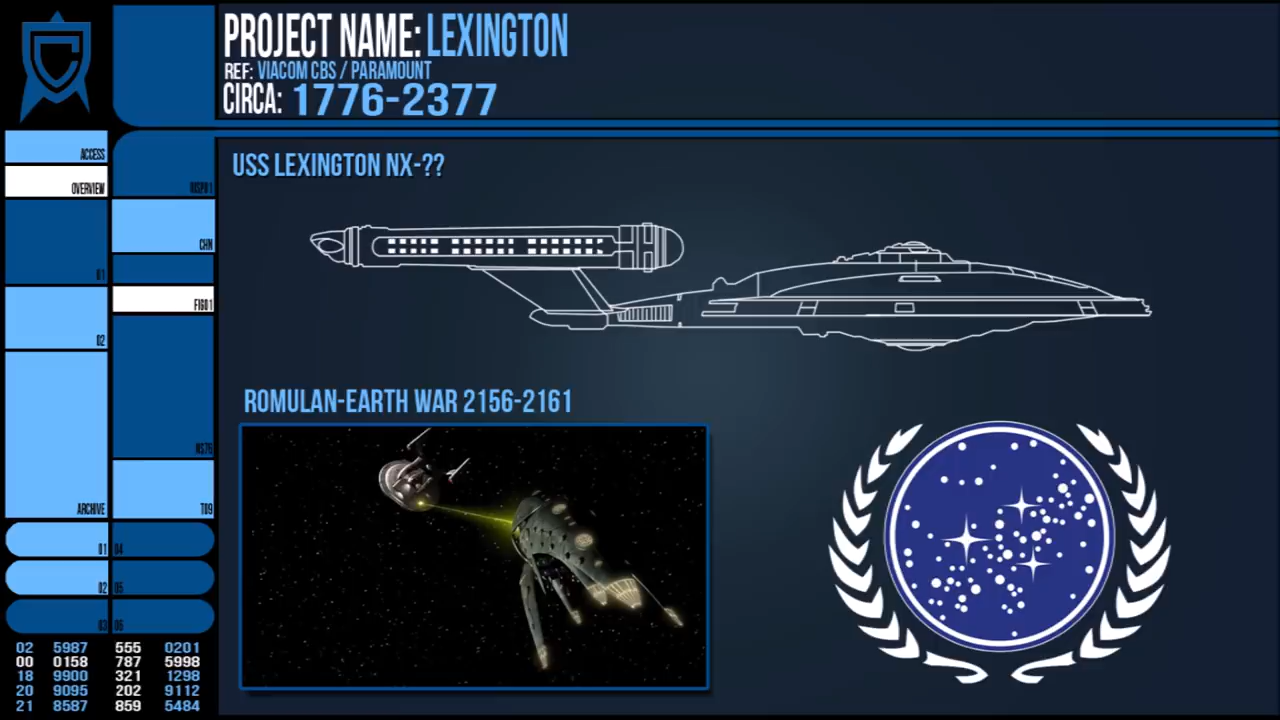 PROJECT NAME: LEXINGTON
REF: VIACOM CBS / PARAMOUNT
CIRCA: 1776-2377
ACCESS
OVERVIEW
01
02
ARCHIVE
01
02
03
CHN
FIG01
TO9
04
05
06
02 5987 555 0201
00 0158 787 5998
18 9900 321 1298
20 9095 202 9112
21 8587 859 5484
USS LEXINGTON NX-??
ROMULAN-EARTH WAR 2156-2161